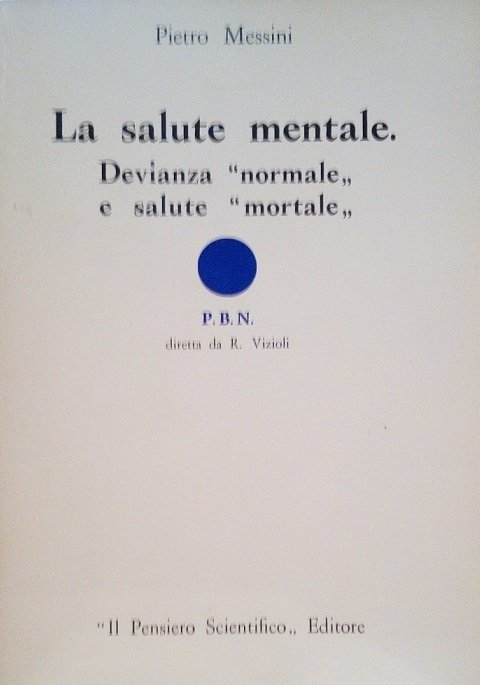 Pietro Messini
La salute mentale.
Devianza “normale„
e salute “mortale„
P. B. N.
diretta da R. Vizioli
“Il Pensiero Scientifico„ Editore